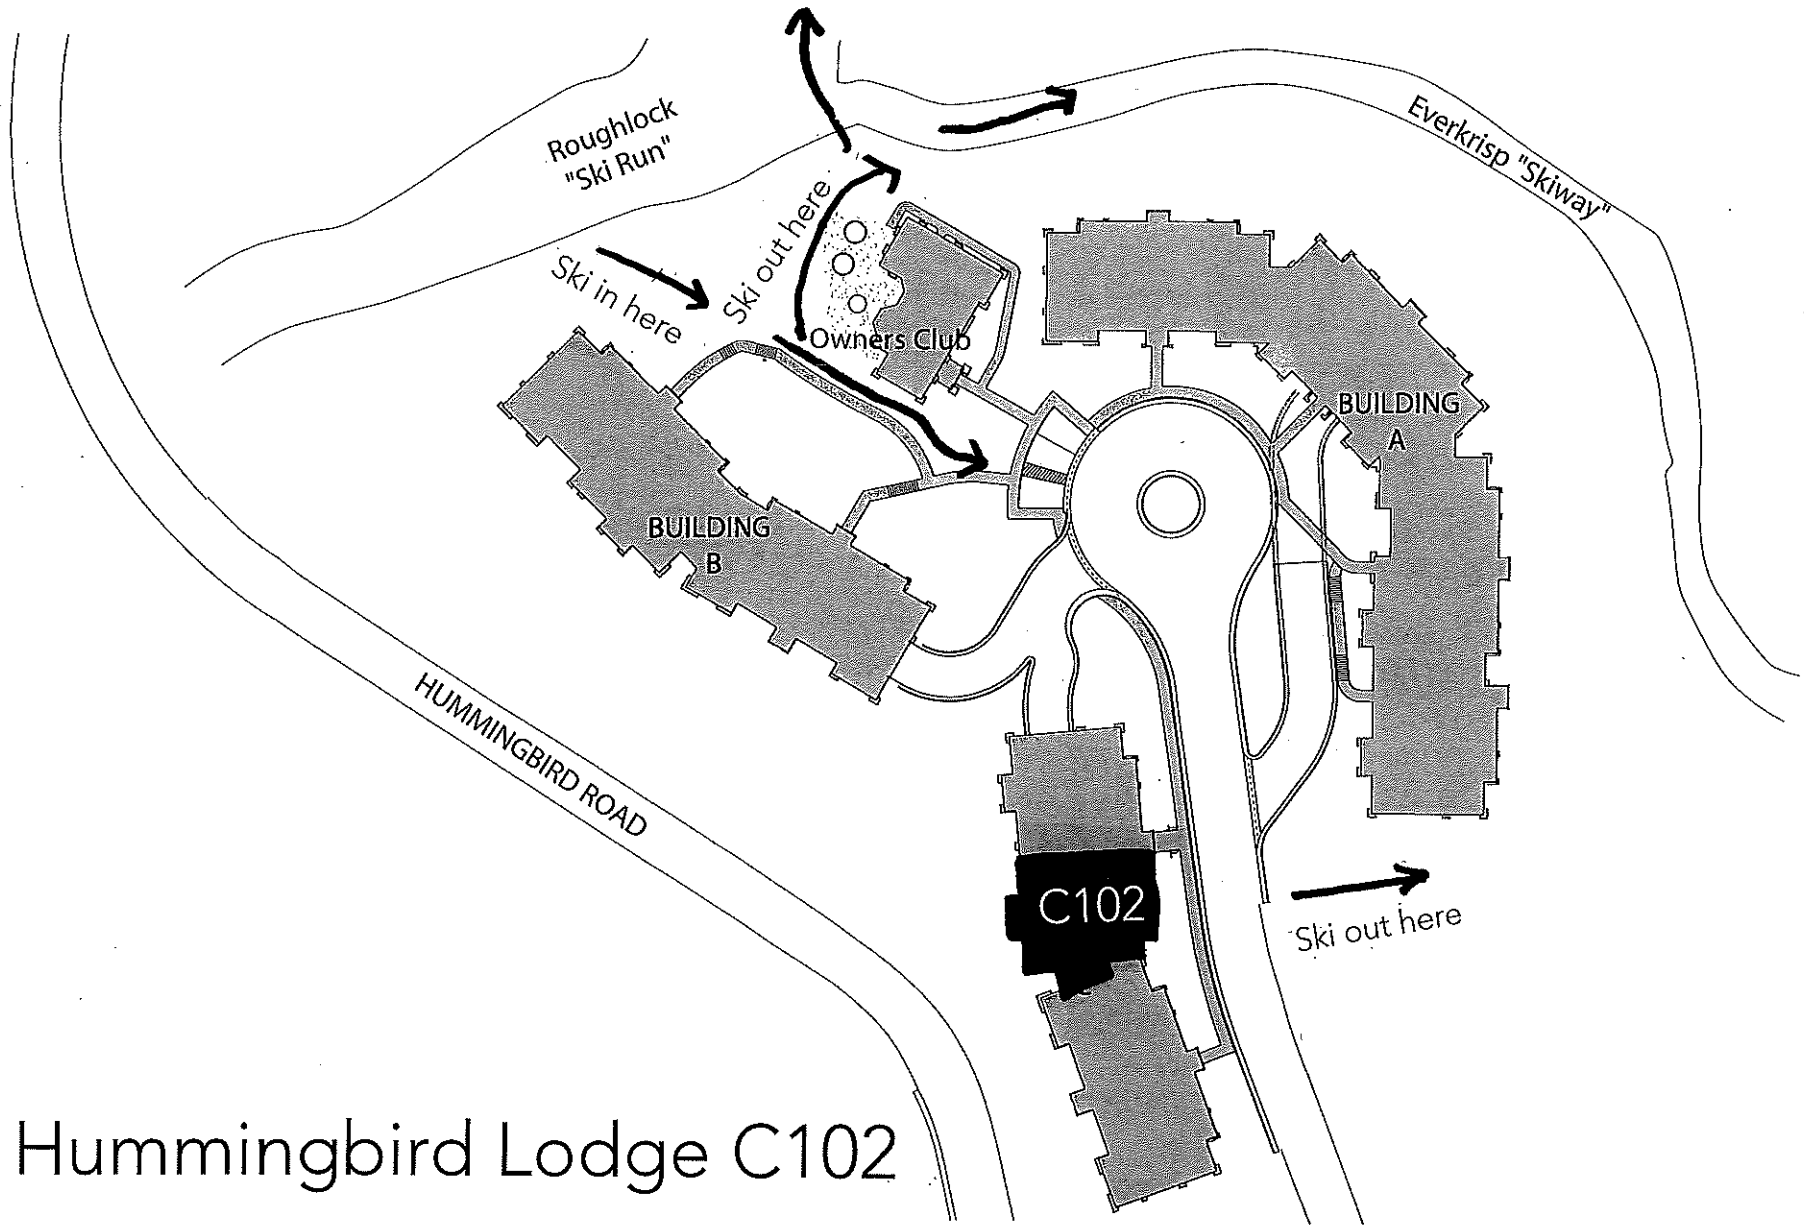 Roughlock
"Ski Run"
Everkrisp "Skiway"
Ski out here
Ski in here
Owners Club
BUILDING
A
BUILDING
B
HUMMINGBIRD ROAD
C102
Ski out here
Hummingbird Lodge C102